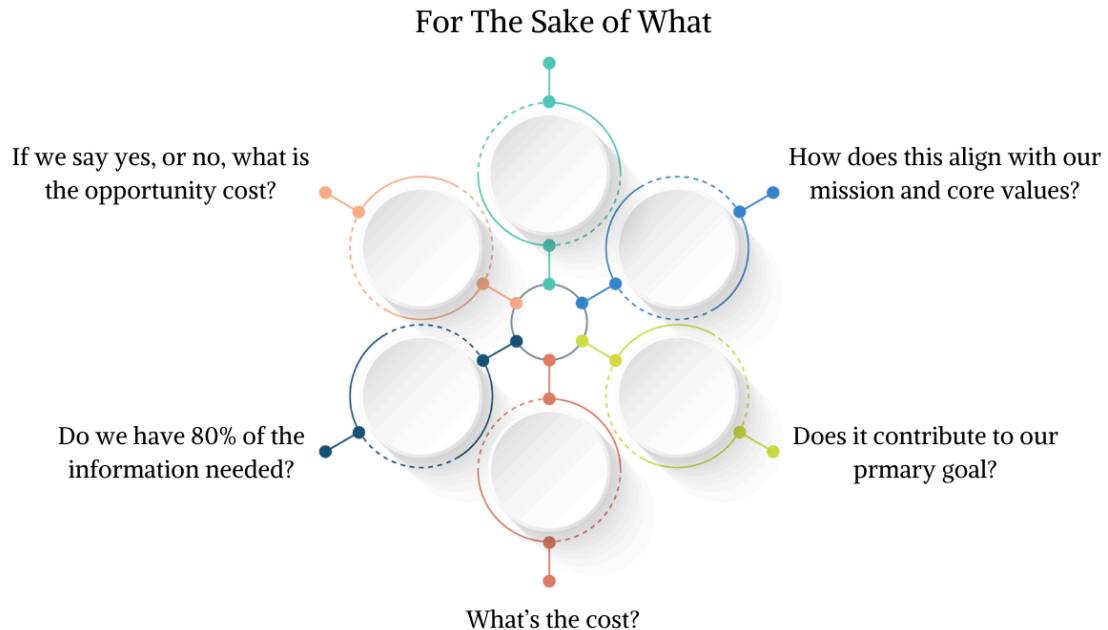 For The Sake of What
If we say yes, or no, what is
the opportunity cost?
How does this align with our
mission and core values?
Do we have 80% of the
information needed?
Does it contribute to our
prmary goal?
What's the cost?